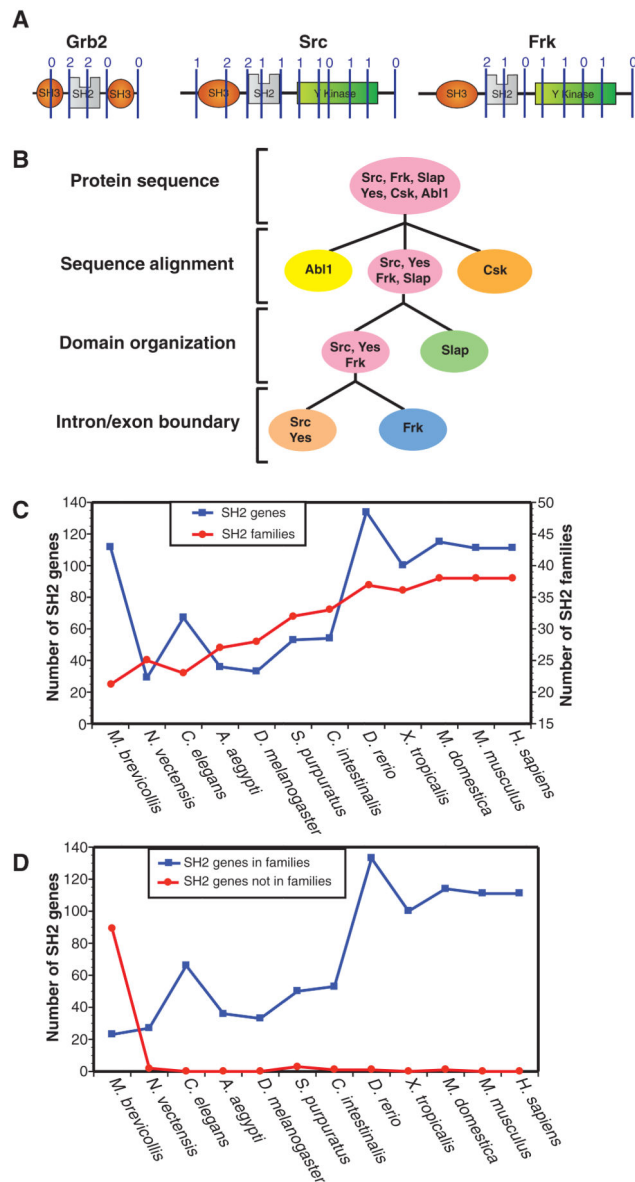 A
Grb2
Src
Frk
0 2 2 0 0
1 2 1 1 1 1 0 1 1 0
2 1 0 1 1 0 1 1 0
SH3 SH2 SH3
SH3 SH2 Y Kinase
SH3 SH2 Y Kinase
B
Protein sequence
Src, Frk, Slap
Yes, Csk, Abl1
Sequence alignment
Abl1
Src, Yes
Frk, Slap
Csk
Domain organization
Src, Yes
Frk
Slap
Intron/exon boundary
Src
Yes
Frk
C
SH2 genes
SH2 families
Number of SH2 genes
140
120
100
80
60
40
20
0
Number of SH2 families
50
45
40
35
30
25
20
15
M. brevicollis
N. vectensis
C. elegans
A. aegypti
D. melanogaster
S. purpuratus
C. intestinalis
D. rerio
X. tropicalis
M. domestica
M. musculus
H. sapiens
D
SH2 genes in families
SH2 genes not in families
Number of SH2 genes
140
120
100
80
60
40
20
0
M. brevicollis
N. vectensis
C. elegans
A. aegypti
D. melanogaster
S. purpuratus
C. intestinalis
D. rerio
X. tropicalis
M. domestica
M. musculus
H. sapiens